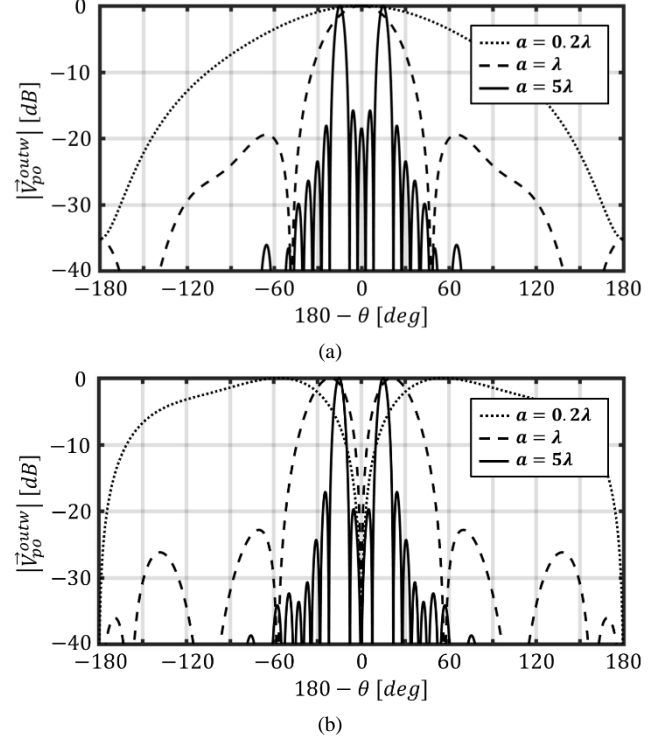 0
−10
−20
−30
−40
|V⃗ₚₒᵒᵘᵗʷ| [dB]
a = 0.2λ
a = λ
a = 5λ
−180 −120 −60 0 60 120 180
180 − θ [deg]
(a)
0
−10
−20
−30
−40
|V⃗ₚₒᵒᵘᵗʷ| [dB]
a = 0.2λ
a = λ
a = 5λ
−180 −120 −60 0 60 120 180
180 − θ [deg]
(b)